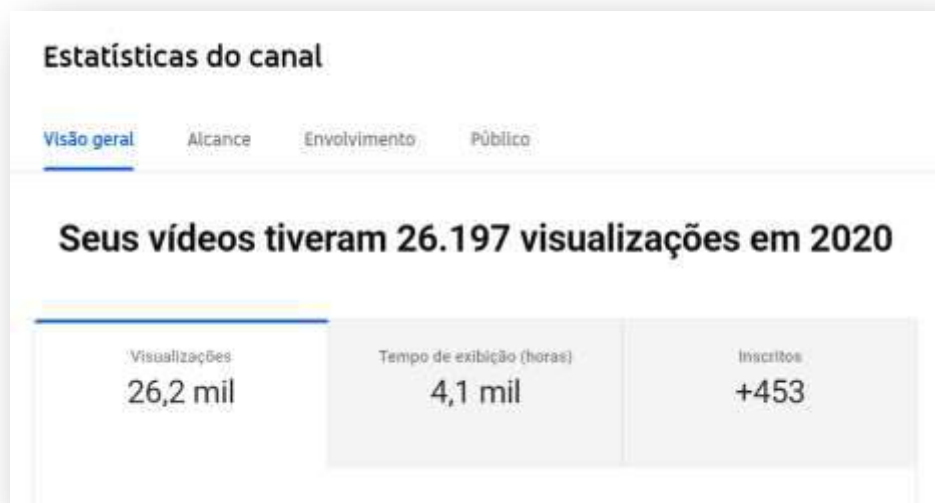 Estatísticas do canal
Visão geral Alcance Envolvimento Público
Seus vídeos tiveram 26.197 visualizações em 2020
Visualizações Tempo de exibição (horas) Inscritos
26,2 mil 4,1 mil +453